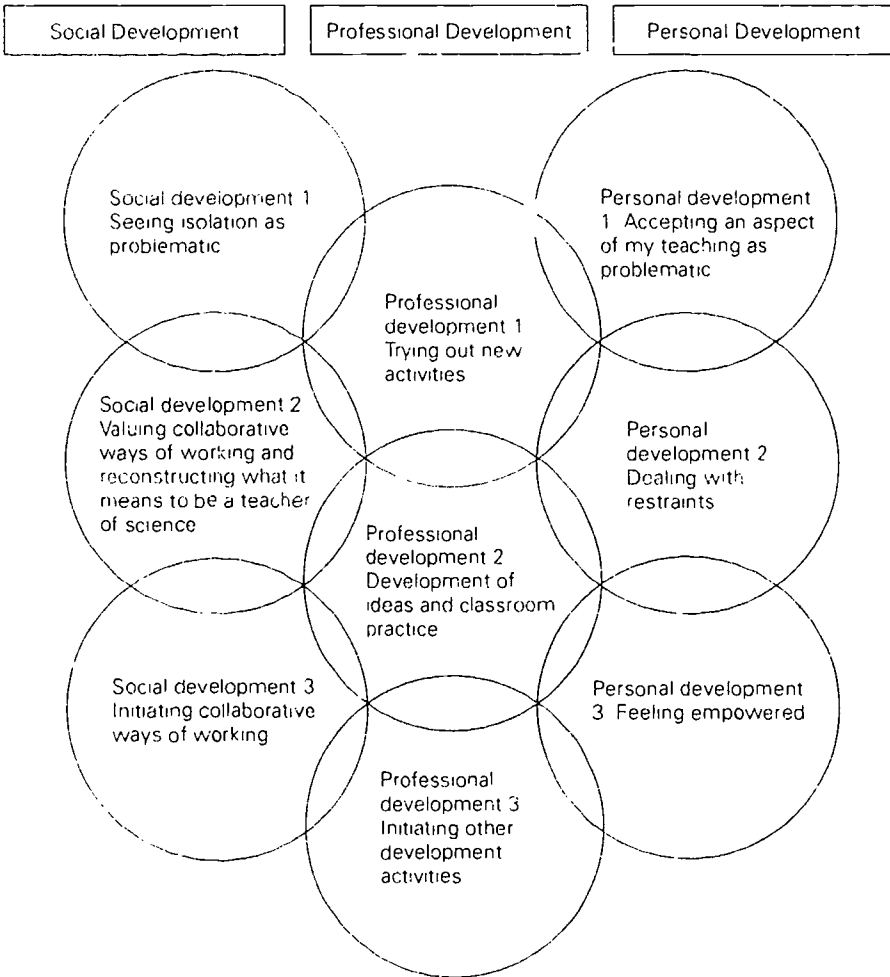 Social Development
Professional Development
Personal Development
Social development 1
Seeing isolation as
problematic
Personal development
1 Accepting an aspect
of my teaching as
problematic
Professional
development 1
Trying out new
activities
Social development 2
Valuing collaborative
ways of working and
reconstructing what it
means to be a teacher
of science
Personal
development 2
Dealing with
restraints
Professional
development 2
Development of
ideas and classroom
practice
Social development 3
Initiating collaborative
ways of working
Personal development
3 Feeling empowered
Professional
development 3
Initiating other
development
activities